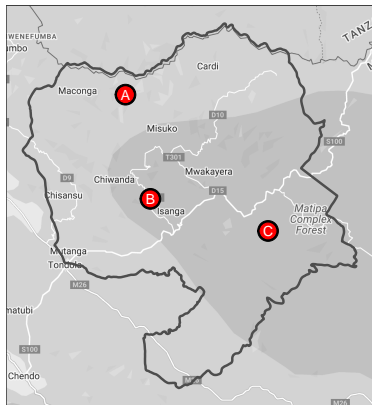 WENEFUMBA
TANZ
Cardi
Maconga
A
D10
Misuko
S100
T301
Mwakayera
D9
Chiwanda
D15
Chisansu
B
Isanga
Matipa
Complex
Forest
C
Mutanga
Tondola
M26
matubi
S100
Chendo